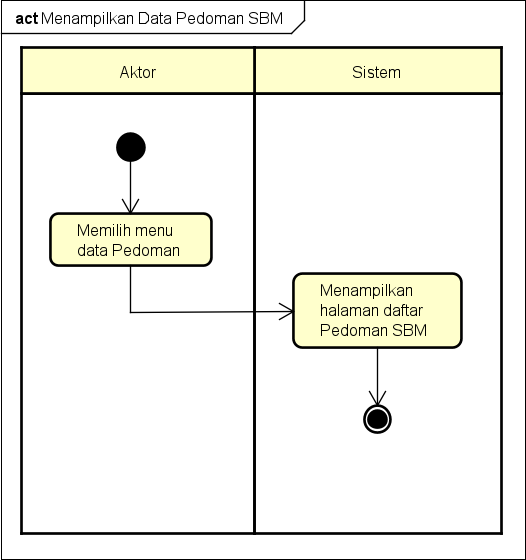 act Menampilkan Data Pedoman SBM
Aktor
Sistem
Memilih menu
data Pedoman
Menampilkan
halaman daftar
Pedoman SBM